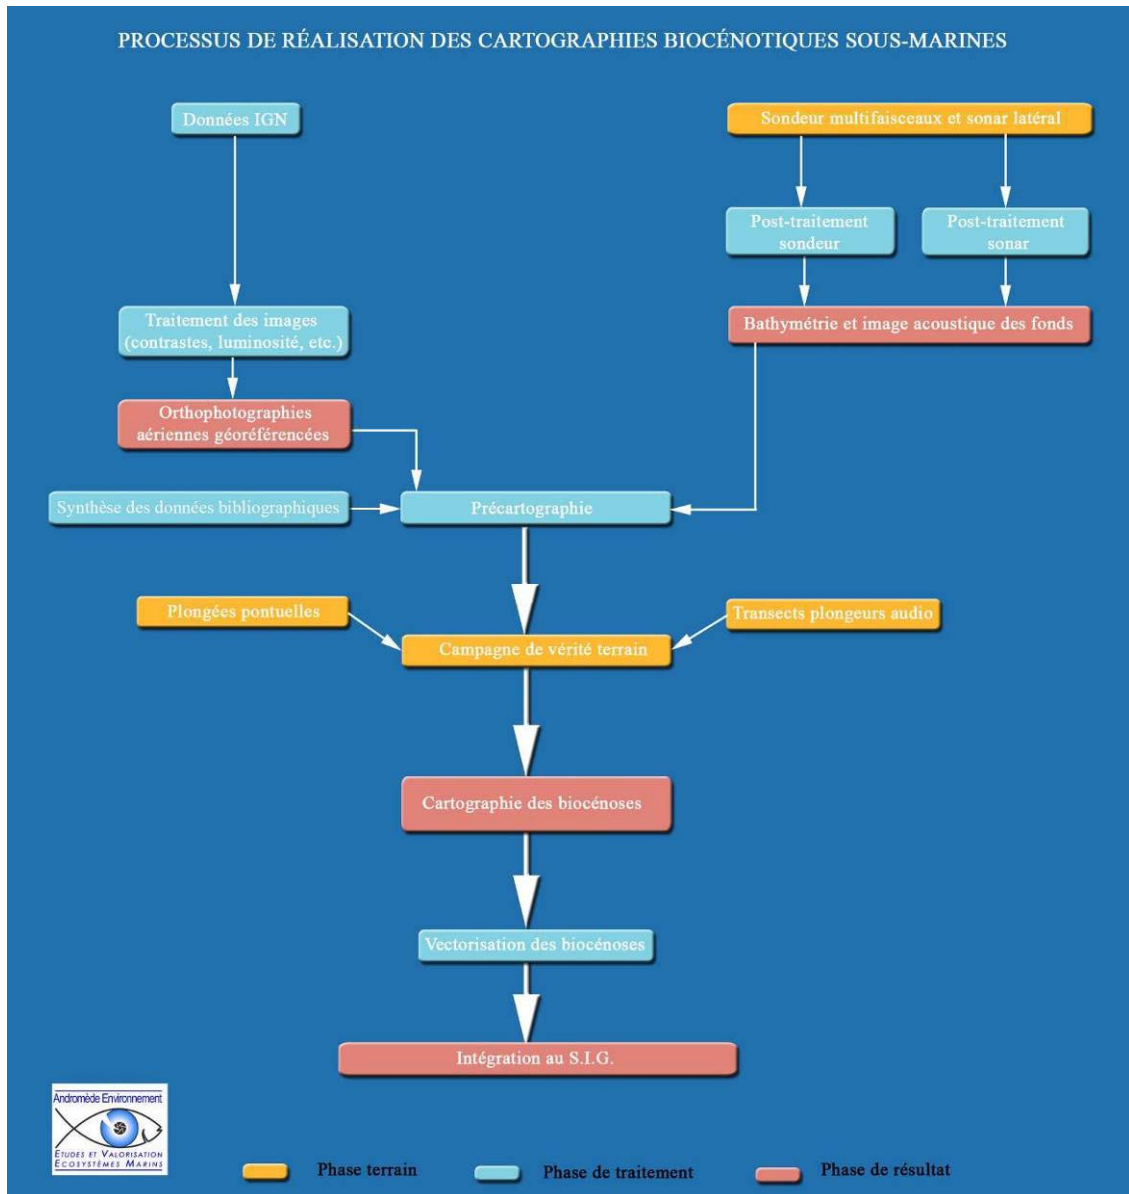 PROCESSUS DE RÉALISATION DES CARTOGRAPHIES BIOCÉNOTIQUES SOUS-MARINES
Données IGN
Sondeur multifaisceaux et sonar latéral
Post-traitement
sondeur
Post-traitement
sonar
Traitement des images
(contrastes, luminosité, etc.)
Bathymétrie et image acoustique des fonds
Orthophotographies
aériennes géoréférencées
Synthèse des données bibliographiques
Précartographie
Plongées pontuelles
Transects plongeurs audio
Campagne de vérité terrain
Cartographie des biocénoses
Vectorisation des biocénoses
Intégration au S.I.G.
Andromède Environnement
ETUDES ET VALORISATION
ECOSYSTÈMES MARINS
Phase terrain
Phase de traitement
Phase de résultat